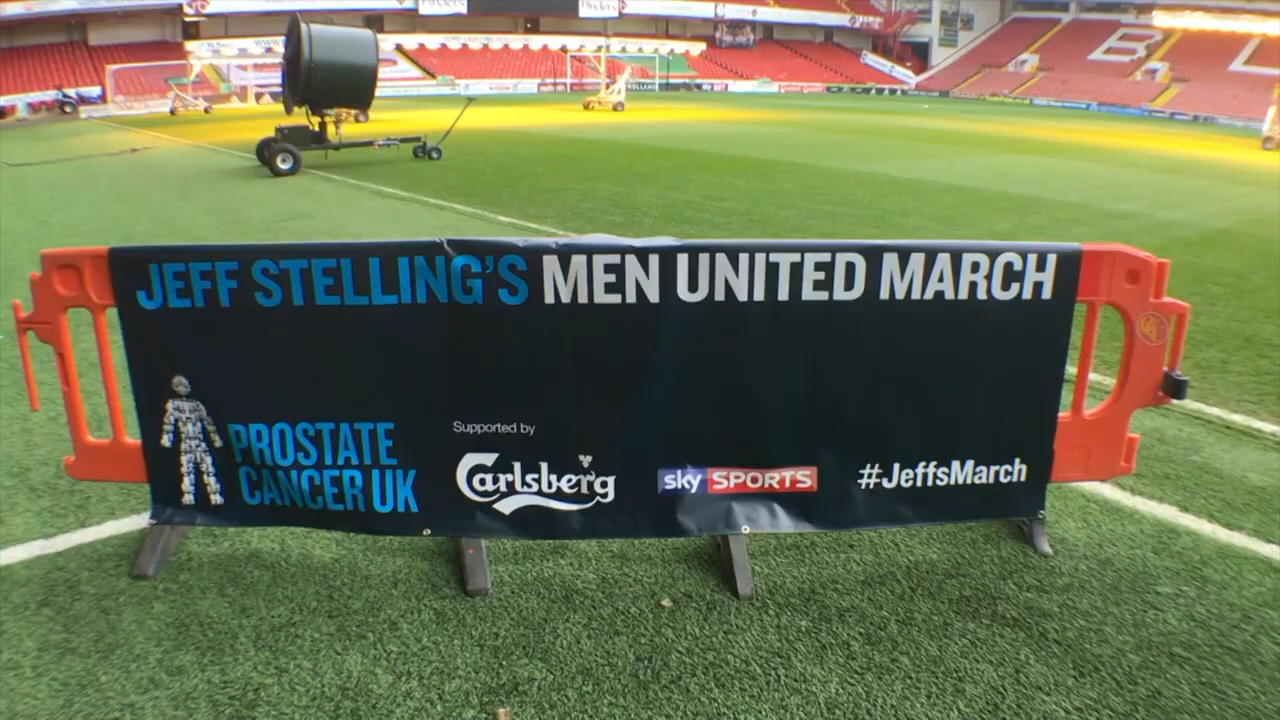 B L
JEFF STELLING'S MEN UNITED MARCH
PROSTATE
CANCER UK
Supported by
Carlsberg
sky SPORTS
#JeffsMarch